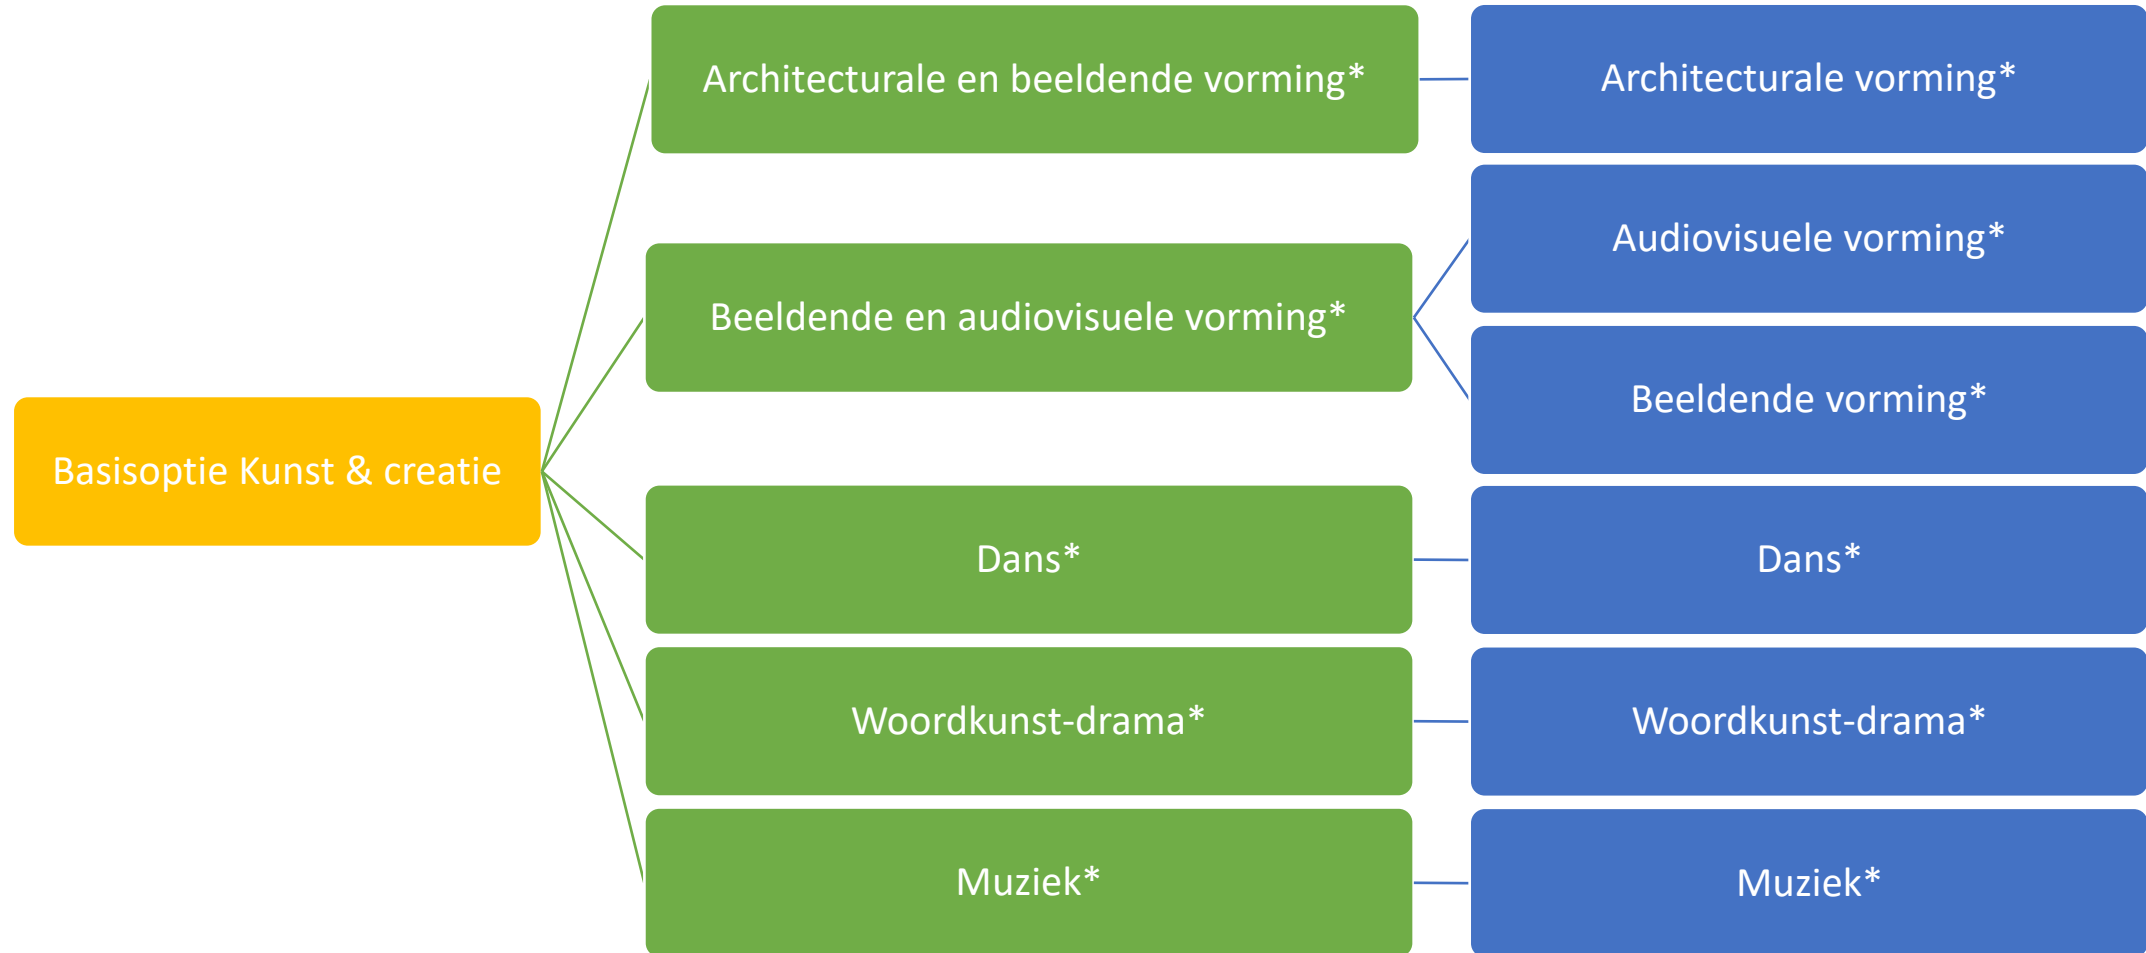 Basisoptie Kunst & creatie
Architecturale en beeldende vorming*
Architecturale vorming*
Beeldende en audiovisuele vorming*
Audiovisuele vorming*
Beeldende vorming*
Dans*
Dans*
Woordkunst-drama*
Woordkunst-drama*
Muziek*
Muziek*